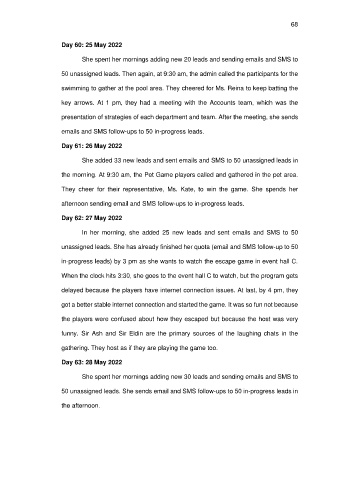 68
Day 60: 25 May 2022
She spent her mornings adding new 20 leads and sending emails and SMS to
50 unassigned leads. Then again, at 9:30 am, the admin called the participants for the
swimming to gather at the pool area. They cheered for Ms. Reina to keep batting the
key arrows. At 1 pm, they had a meeting with the Accounts team, which was the
presentation of strategies of each department and team. After the meeting, she sends
emails and SMS follow-ups to 50 in-progress leads.
Day 61: 26 May 2022
She added 33 new leads and sent emails and SMS to 50 unassigned leads in
the morning. At 9:30 am, the Pet Game players called and gathered in the pet area.
They cheer for their representative, Ms. Kate, to win the game. She spends her
afternoon sending email and SMS follow-ups to in-progress leads.
Day 62: 27 May 2022
In her morning, she added 25 new leads and sent emails and SMS to 50
unassigned leads. She has already finished her quota (email and SMS follow-up to 50
in-progress leads) by 3 pm as she wants to watch the escape game in event hall C.
When the clock hits 3:30, she goes to the event hall C to watch, but the program gets
delayed because the players have internet connection issues. At last, by 4 pm, they
got a better stable internet connection and started the game. It was so fun not because
the players were confused about how they escaped but because the host was very
funny. Sir Ash and Sir Eldin are the primary sources of the laughing chats in the
gathering. They host as if they are playing the game too.
Day 63: 28 May 2022
She spent her mornings adding new 30 leads and sending emails and SMS to
50 unassigned leads. She sends email and SMS follow-ups to 50 in-progress leads in
the afternoon.